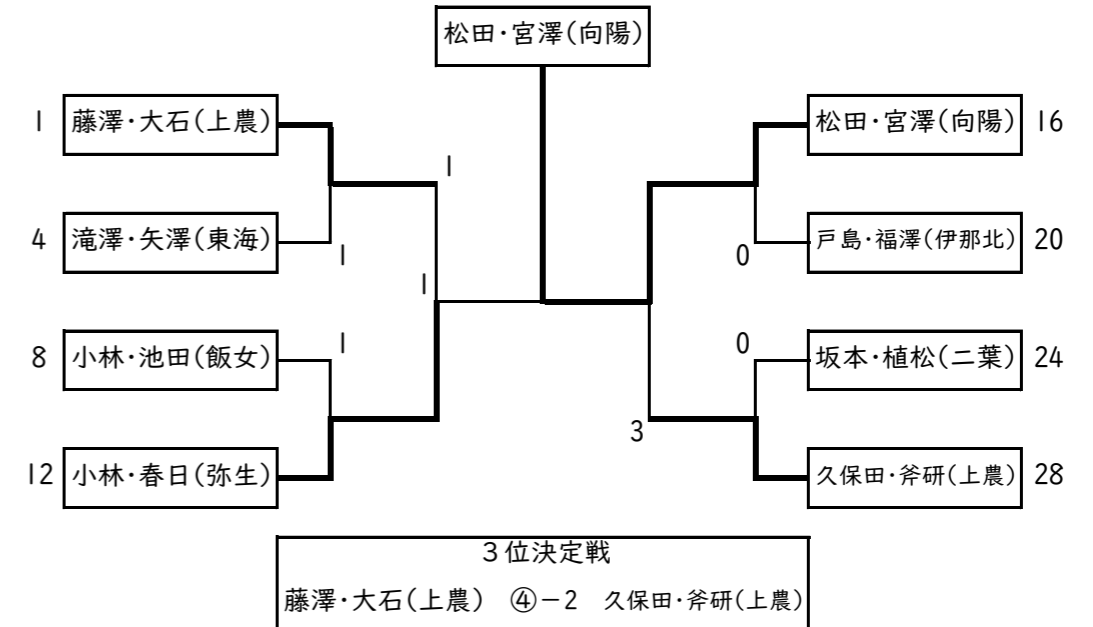 松田・宮澤(向陽)
1 藤澤・大石(上農)
松田・宮澤(向陽) 16
1
4 滝澤・矢澤(東海)
戸島・福澤(伊那北) 20
1
0
1
8 小林・池田(飯女)
1
0
坂本・植松(二葉) 24
3
12 小林・春日(弥生)
久保田・斧研(上農) 28
3位決定戦
藤澤・大石(上農) ④-2 久保田・斧研(上農)